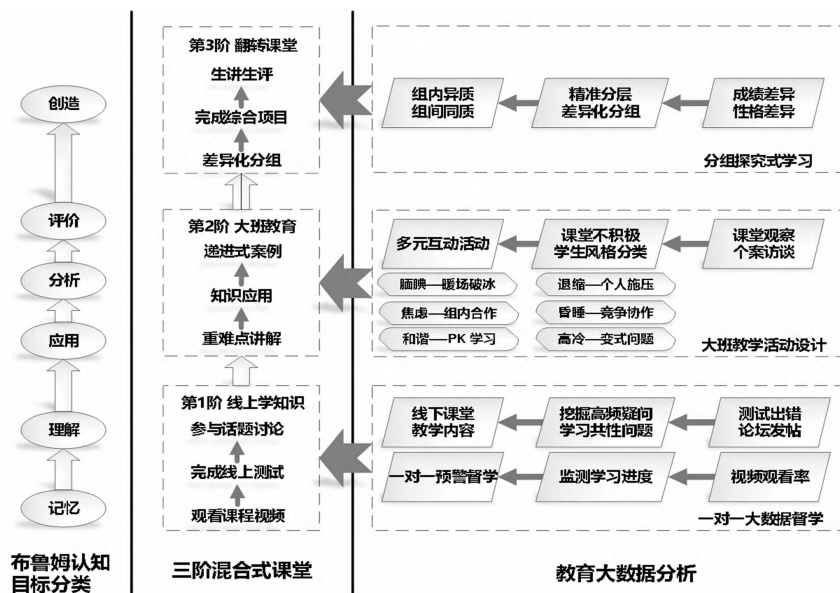 创造
评价
分析
应用
理解
记忆
布鲁姆认知
目标分类
第3阶 翻转课堂
生讲生评
完成综合项目
差异化分组
第2阶 大班教育
递进式案例
知识应用
重难点讲解
第1阶 线上学知识
参与话题讨论
完成线上测试
观看课程视频
三阶混合式课堂
组内异质
组间同质
精准分层
差异化分组
成绩差异
性格差异
分组探究式学习
多元互动活动
课堂不积极
学生风格分类
课堂观察
个案访谈
腼腆—暖场破冰
退缩—个人施压
焦虑—组内合作
昏睡—竞争协作
和谐—PK 学习
高冷—变式问题
大班教学活动设计
线下课堂
教学内容
挖掘高频疑问
学习共性问题
测试出错
论坛发帖
一对一预警督学
监测学习进度
视频观看率
一对一大数据督学
教育大数据分析